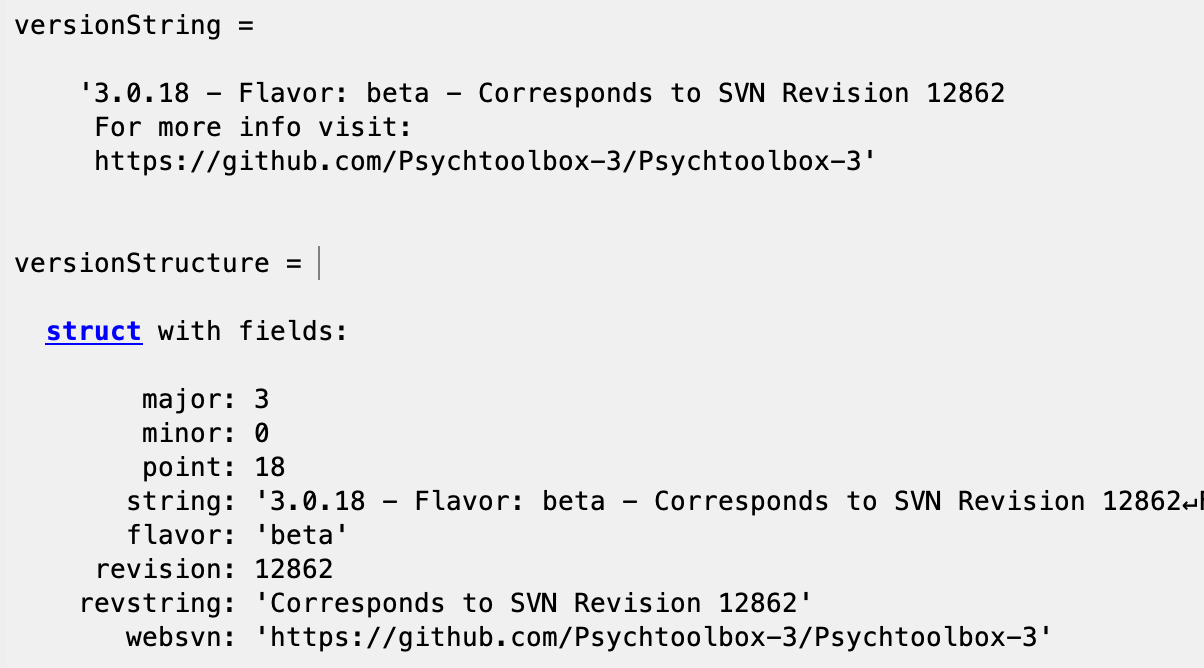 versionString =
'3.0.18 – Flavor: beta – Corresponds to SVN Revision 12862
For more info visit:
https://github.com/Psychtoolbox–3/Psychtoolbox–3'
versionStructure =
struct with fields:
major: 3
minor: 0
point: 18
string: '3.0.18 – Flavor: beta – Corresponds to SVN Revision 12862↵
flavor: 'beta'
revision: 12862
revstring: 'Corresponds to SVN Revision 12862'
websvn: 'https://github.com/Psychtoolbox–3/Psychtoolbox–3'